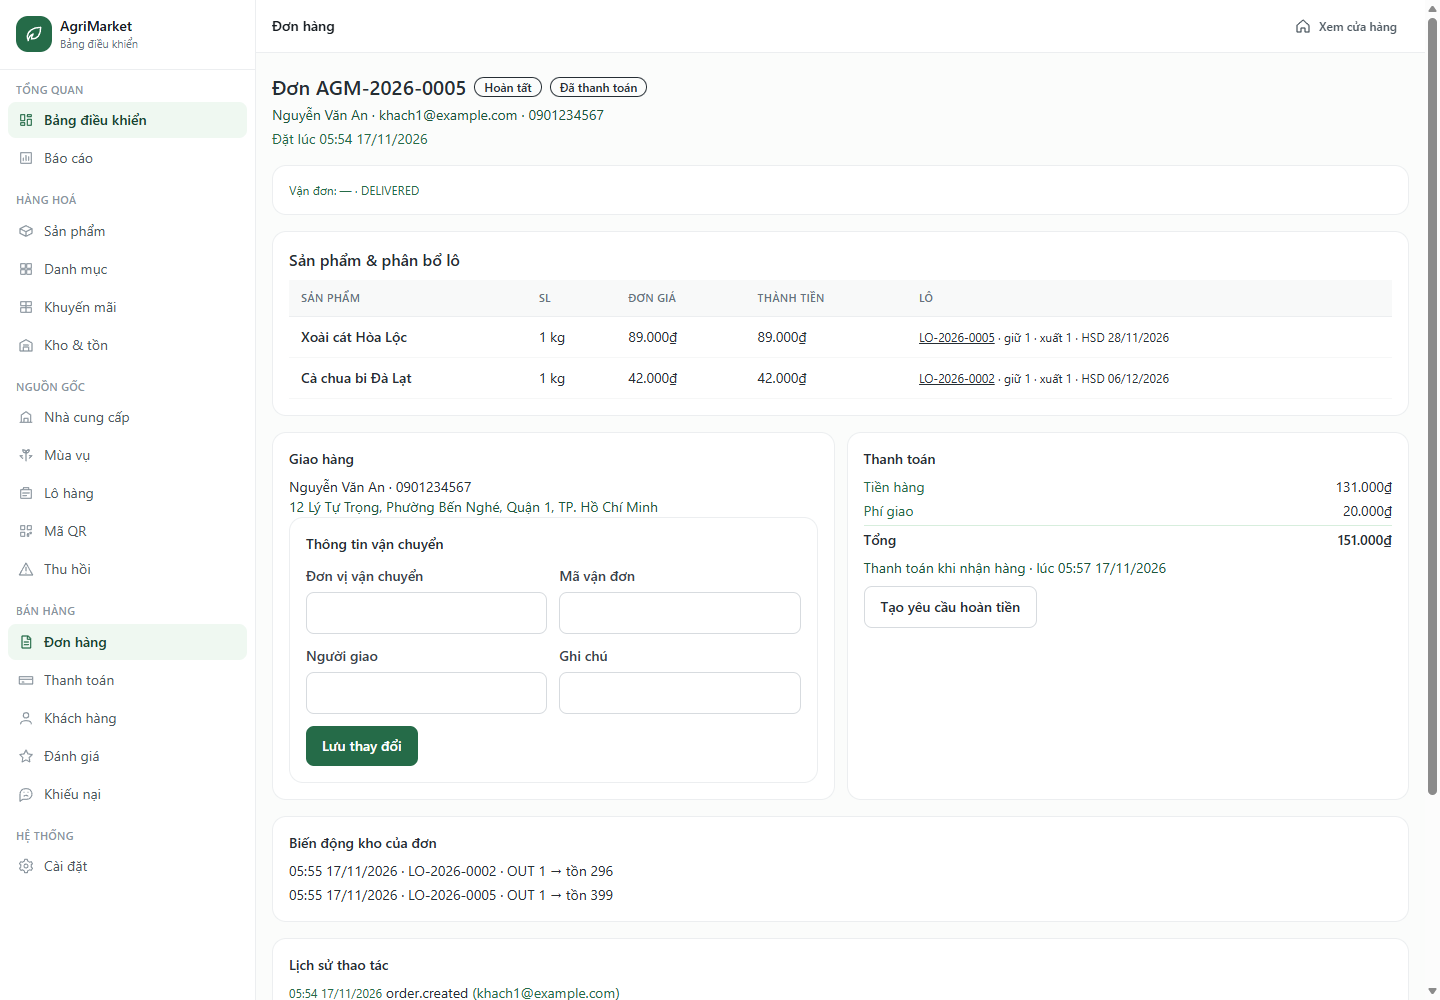 AgriMarket
Bảng điều khiển
TỔNG QUAN
Bảng điều khiển
Báo cáo
HÀNG HOÁ
Sản phẩm
Danh mục
Khuyến mãi
Kho & tồn
NGUỒN GỐC
Nhà cung cấp
Mùa vụ
Lô hàng
Mã QR
Thu hồi
BÁN HÀNG
Đơn hàng
Thanh toán
Khách hàng
Đánh giá
Khiếu nại
HỆ THỐNG
Cài đặt
Đơn hàng
Xem cửa hàng
Đơn AGM-2026-0005 Hoàn tất Đã thanh toán
Nguyễn Văn An · khach1@example.com · 0901234567
Đặt lúc 05:54 17/11/2026
Vận đơn: — · DELIVERED
Sản phẩm & phân bổ lô
SẢN PHẨM SL ĐƠN GIÁ THÀNH TIỀN LÔ
Xoài cát Hòa Lộc 1 kg 89.000₫ 89.000₫ LO-2026-0005 · giữ 1 · xuất 1 · HSD 28/11/2026
Cà chua bi Đà Lạt 1 kg 42.000₫ 42.000₫ LO-2026-0002 · giữ 1 · xuất 1 · HSD 06/12/2026
Giao hàng
Nguyễn Văn An · 0901234567
12 Lý Tự Trọng, Phường Bến Nghé, Quận 1, TP. Hồ Chí Minh
Thông tin vận chuyển
Đơn vị vận chuyển Mã vận đơn
Người giao Ghi chú
Lưu thay đổi
Thanh toán
Tiền hàng 131.000₫
Phí giao 20.000₫
Tổng 151.000₫
Thanh toán khi nhận hàng · lúc 05:57 17/11/2026
Tạo yêu cầu hoàn tiền
Biến động kho của đơn
05:55 17/11/2026 · LO-2026-0002 · OUT 1 → tồn 296
05:55 17/11/2026 · LO-2026-0005 · OUT 1 → tồn 399
Lịch sử thao tác
05:54 17/11/2026 order.created (khach1@example.com)